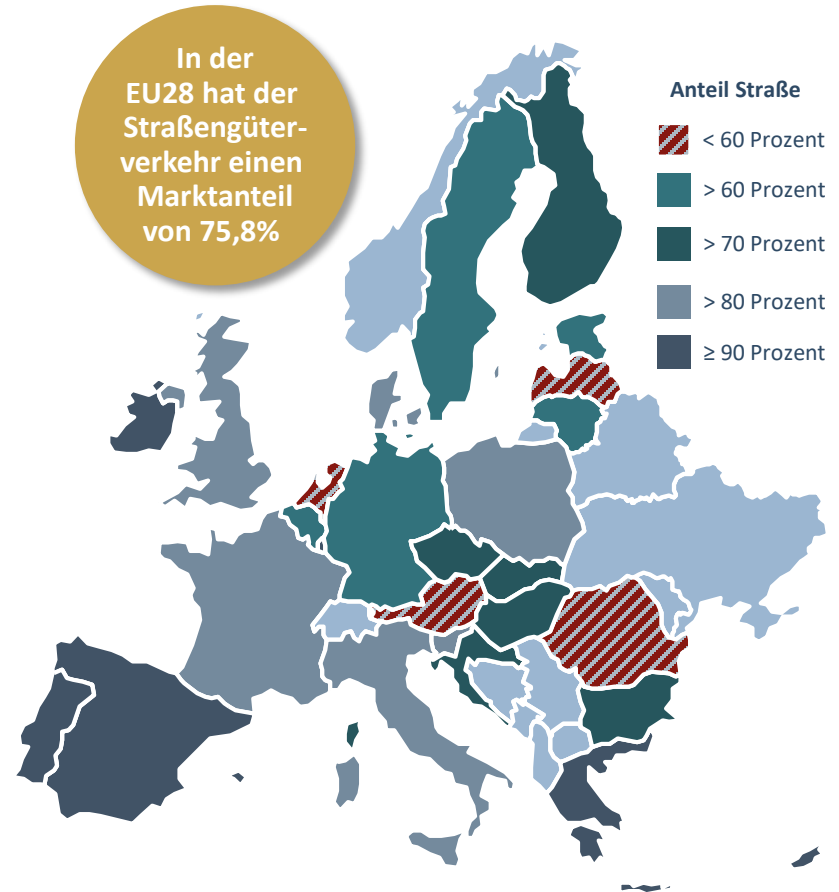 In der
EU28 hat der
Straßengüter-
verkehr einen
Marktanteil
von 75,8%
Anteil Straße
< 60 Prozent
> 60 Prozent
> 70 Prozent
> 80 Prozent
≥ 90 Prozent